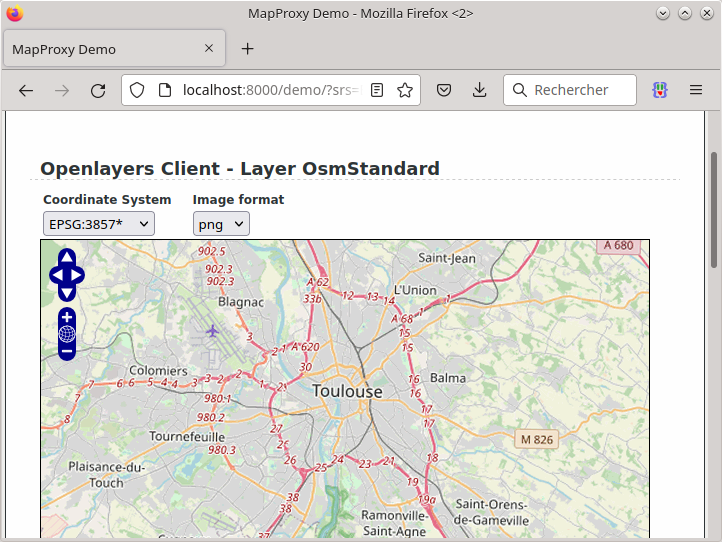 MapProxy Demo - Mozilla Firefox <2>
MapProxy Demo
localhost:8000/demo/?srs=
Rechercher
Openlayers Client - Layer OsmStandard
Coordinate System
Image format
EPSG:3857*
png
902.5
A 680
Saint-Jean
902.3
902.3
A 62
L'Union
33b
12
13
14
1
1
Blagnac
A 68
15
3
2
1
A 620
15
30
Colomiers
Toulouse
Balma
8
7
7
6
6
5
4
4
3
3
2
1
21
16
16
980.1
17
17
980.2
27
M 826
Tournefeuille
25
980.3
26
25
24
23
21
18
Plaisance-du-
Touch
19
38
38
19a
Saint-Orens-
de-Gameville
Ramonville-
Saint-Agne
37